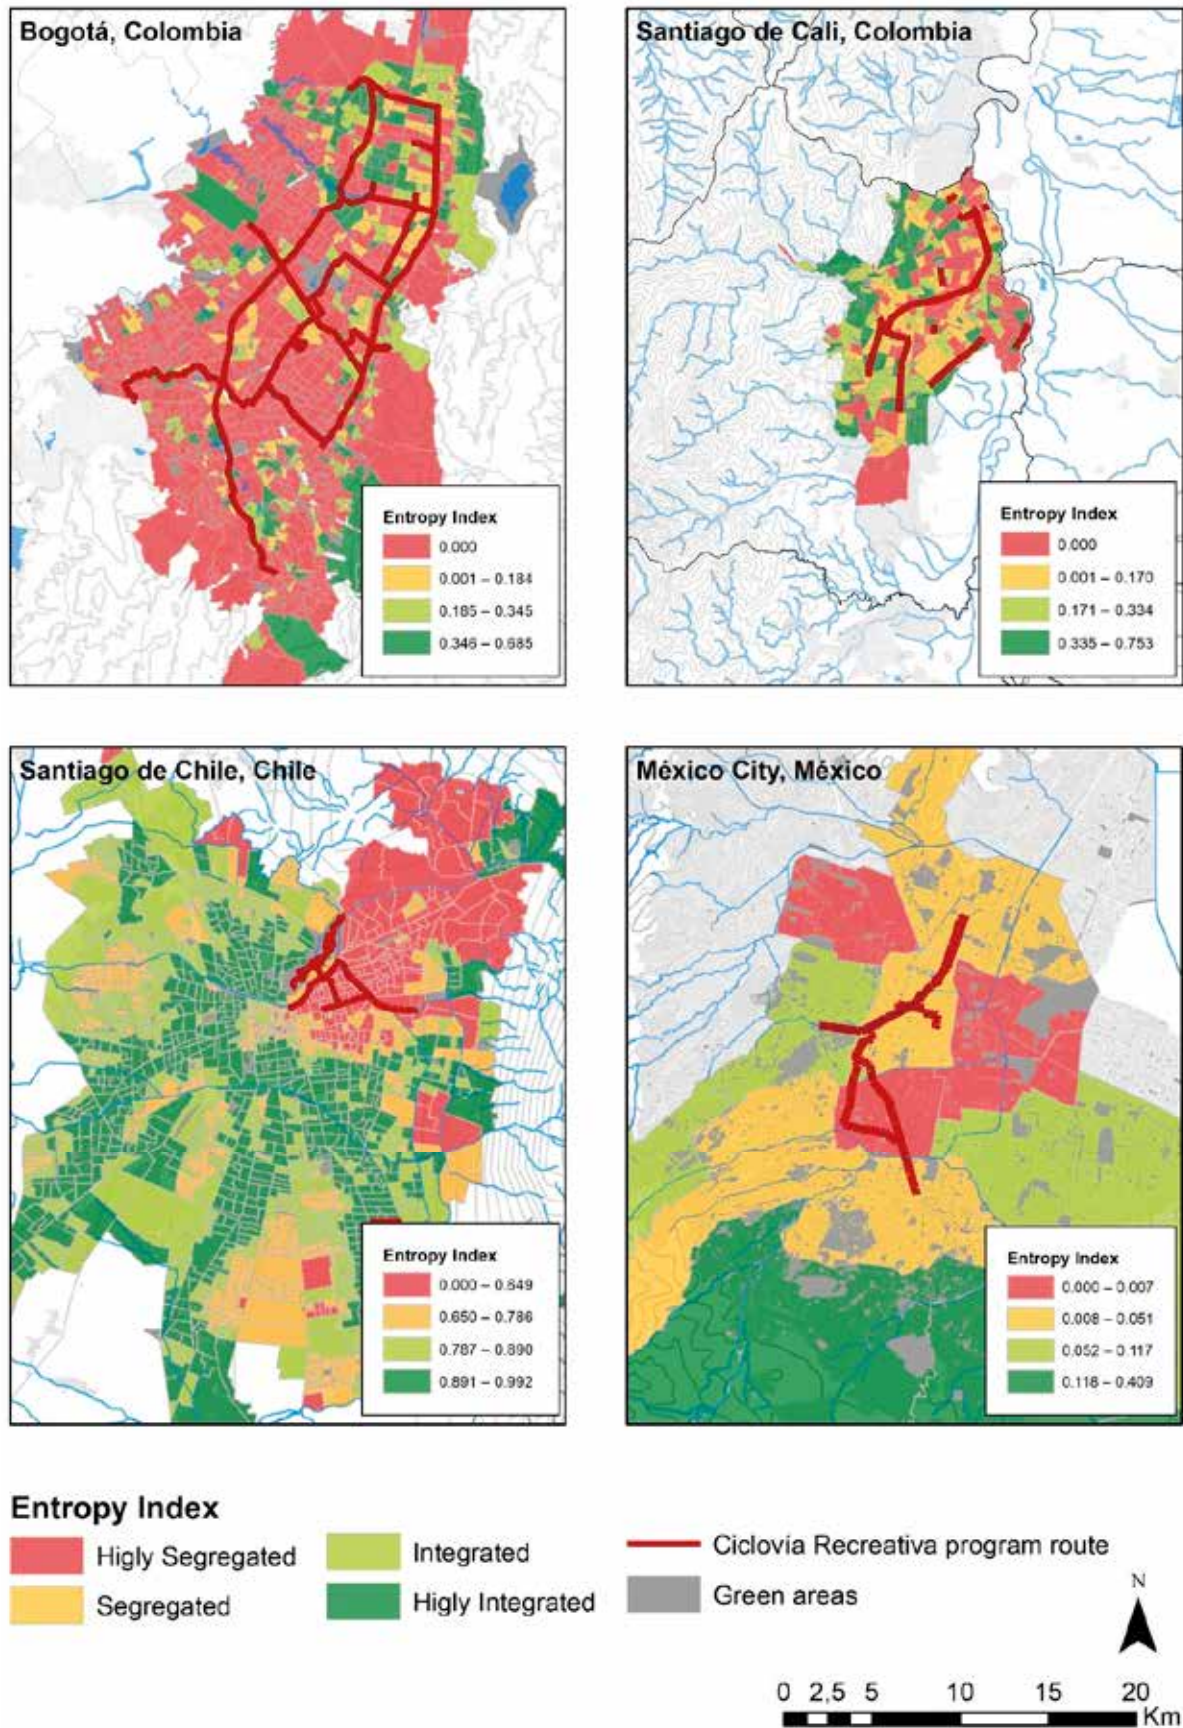 Bogotá, Colombia
Entropy Index
0.000
0.001 – 0.184
0.185 – 0.345
0.346 – 0.685
Santiago de Cali, Colombia
Entropy Index
0.000
0.001 – 0.170
0.171 – 0.334
0.335 – 0.753
Santiago de Chile, Chile
Entropy Index
0.000 – 0.649
0.650 – 0.786
0.787 – 0.890
0.891 – 0.992
México City, México
Entropy Index
0.000 – 0.007
0.008 – 0.051
0.052 – 0.117
0.118 – 0.409
Entropy Index
Higly Segregated
Segregated
Integrated
Higly Integrated
Ciclovía Recreativa program route
Green areas
N
0 2,5 5 10 15 20
Km